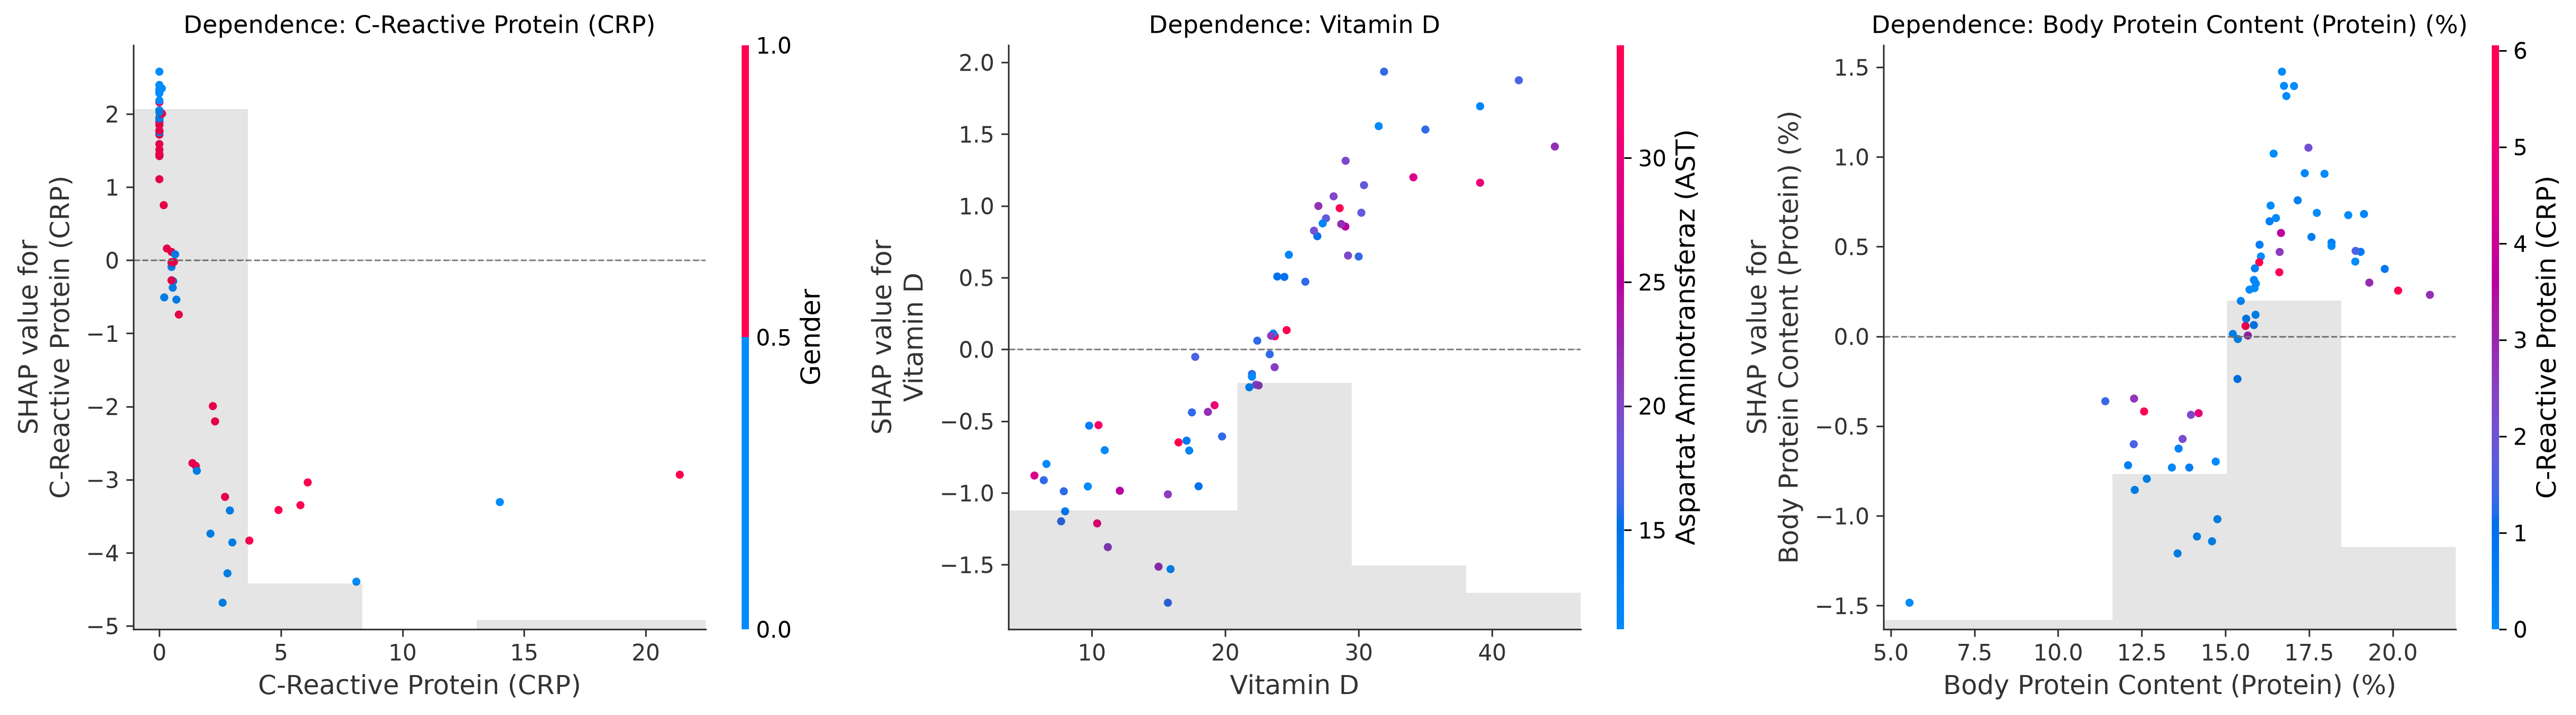 Dependence: C-Reactive Protein (CRP)
SHAP value for
C-Reactive Protein (CRP)
2
1
0
−1
−2
−3
−4
−5
0 5 10 15 20
C-Reactive Protein (CRP)
1.0
0.5
0.0
Gender
Dependence: Vitamin D
SHAP value for
Vitamin D
2.0
1.5
1.0
0.5
0.0
−0.5
−1.0
−1.5
10 20 30 40
Vitamin D
30
25
20
15
Aspartat Aminotransferaz (AST)
Dependence: Body Protein Content (Protein) (%)
SHAP value for
Body Protein Content (Protein) (%)
1.5
1.0
0.5
0.0
−0.5
−1.0
−1.5
5.0 7.5 10.0 12.5 15.0 17.5 20.0
Body Protein Content (Protein) (%)
6
5
4
3
2
1
0
C-Reactive Protein (CRP)